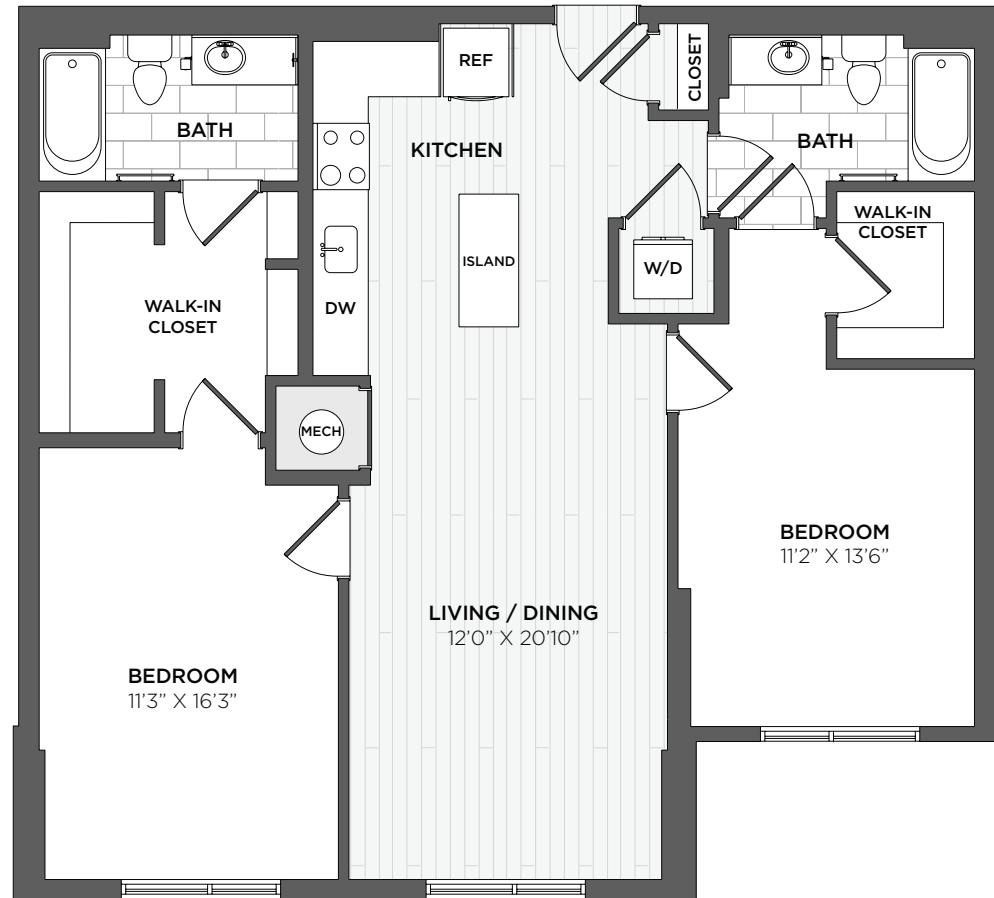 REF
CLOSET
BATH
KITCHEN
BATH
WALK-IN
CLOSET
ISLAND
W/D
WALK-IN
CLOSET
DW
MECH
BEDROOM
11’2” X 13’6”
LIVING / DINING
12’0” X 20’10”
BEDROOM
11’3” X 16’3”